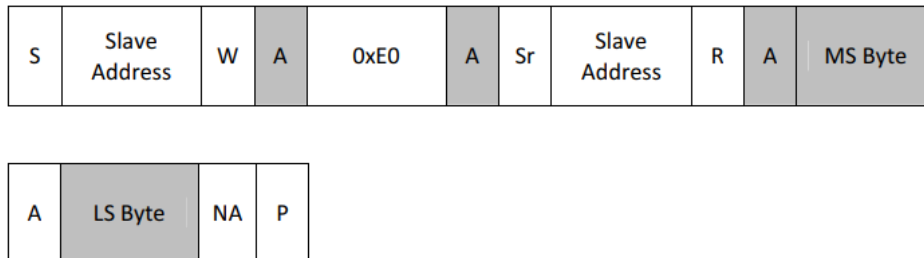 S Slave Address W A 0xE0 A Sr Slave Address R A MS Byte
A LS Byte NA P